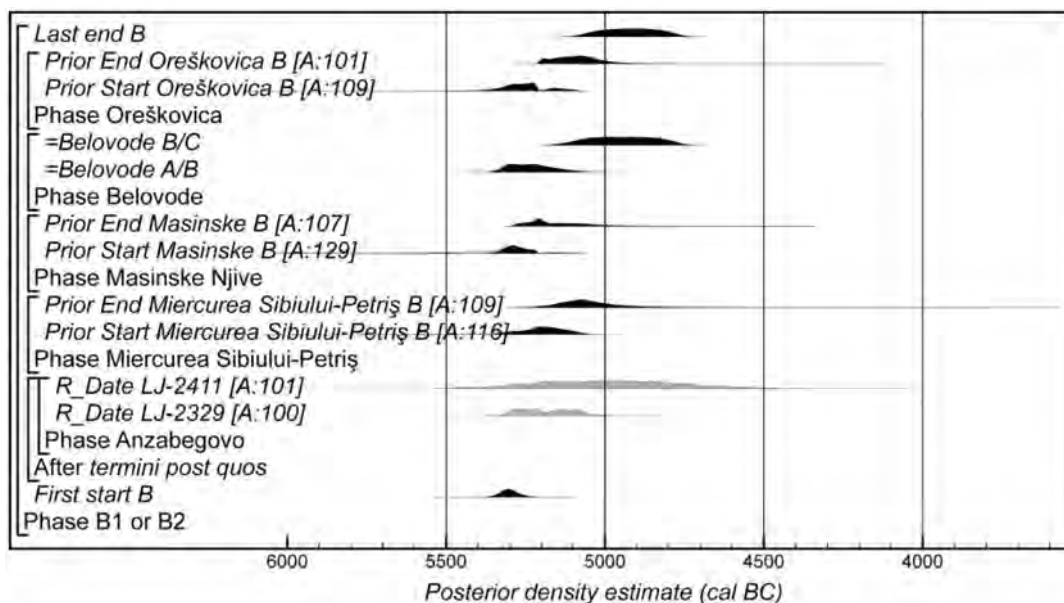 Last end B
Prior End Oreškovica B [A:101]
Prior Start Oreškovica B [A:109]
Phase Oreškovica
=Belovode B/C
=Belovode A/B
Phase Belovode
Prior End Masinske B [A:107]
Prior Start Masinske B [A:129]
Phase Masinske Njive
Prior End Miercurea Sibiului-Petriş B [A:109]
Prior Start Miercurea Sibiului-Petriş B [A:116]
Phase Miercurea Sibiului-Petriş
R_Date LJ-2411 [A:101]
R_Date LJ-2329 [A:100]
Phase Anzabegovo
After termini post quos
First start B
Phase B1 or B2
6000 5500 5000 4500 4000
Posterior density estimate (cal BC)